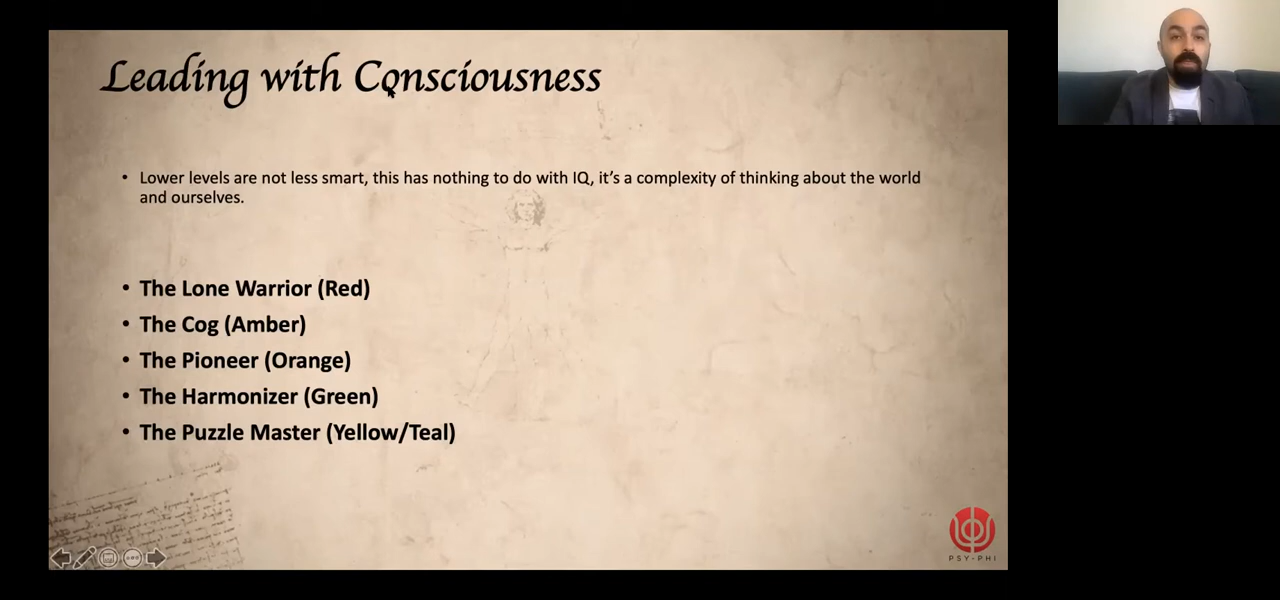 Leading with Consciousness
• Lower levels are not less smart, this has nothing to do with IQ, it's a complexity of thinking about the world
and ourselves.
• The Lone Warrior (Red)
• The Cog (Amber)
• The Pioneer (Orange)
• The Harmonizer (Green)
• The Puzzle Master (Yellow/Teal)
PSY-PHI